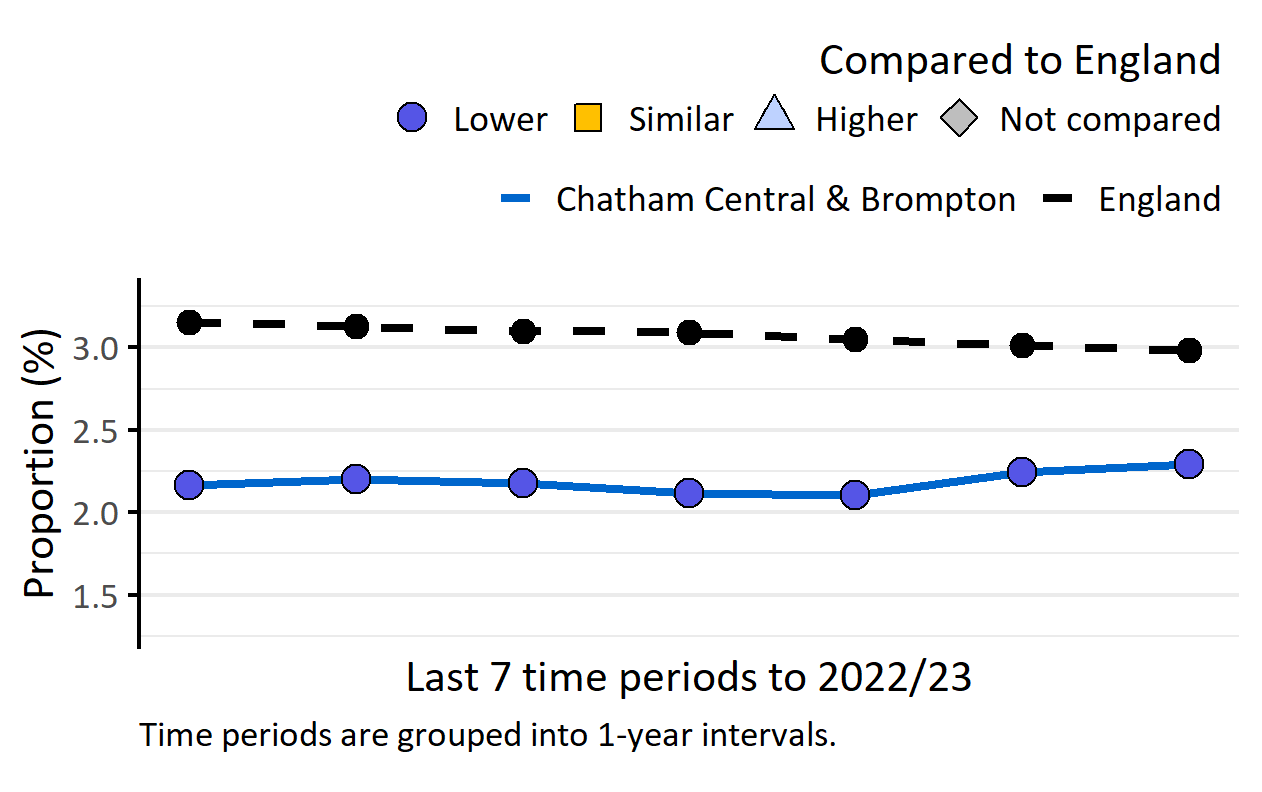 Compared to England
Lower Similar Higher Not compared
Chatham Central & Brompton England
Proportion (%)
3.0
2.5
2.0
1.5
Last 7 time periods to 2022/23
Time periods are grouped into 1-year intervals.